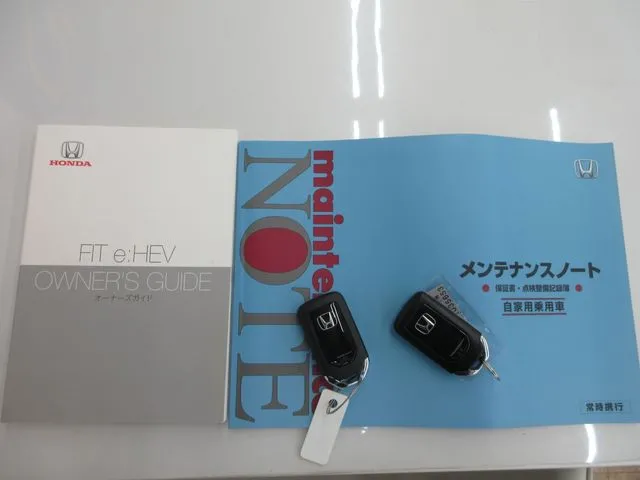 HONDA
FIT e:HEV
OWNER'S GUIDE
オーナーズガイド
NOTE
メンテナンスノート
保証書・点検整備記録簿
自家用乗用車
常時携行